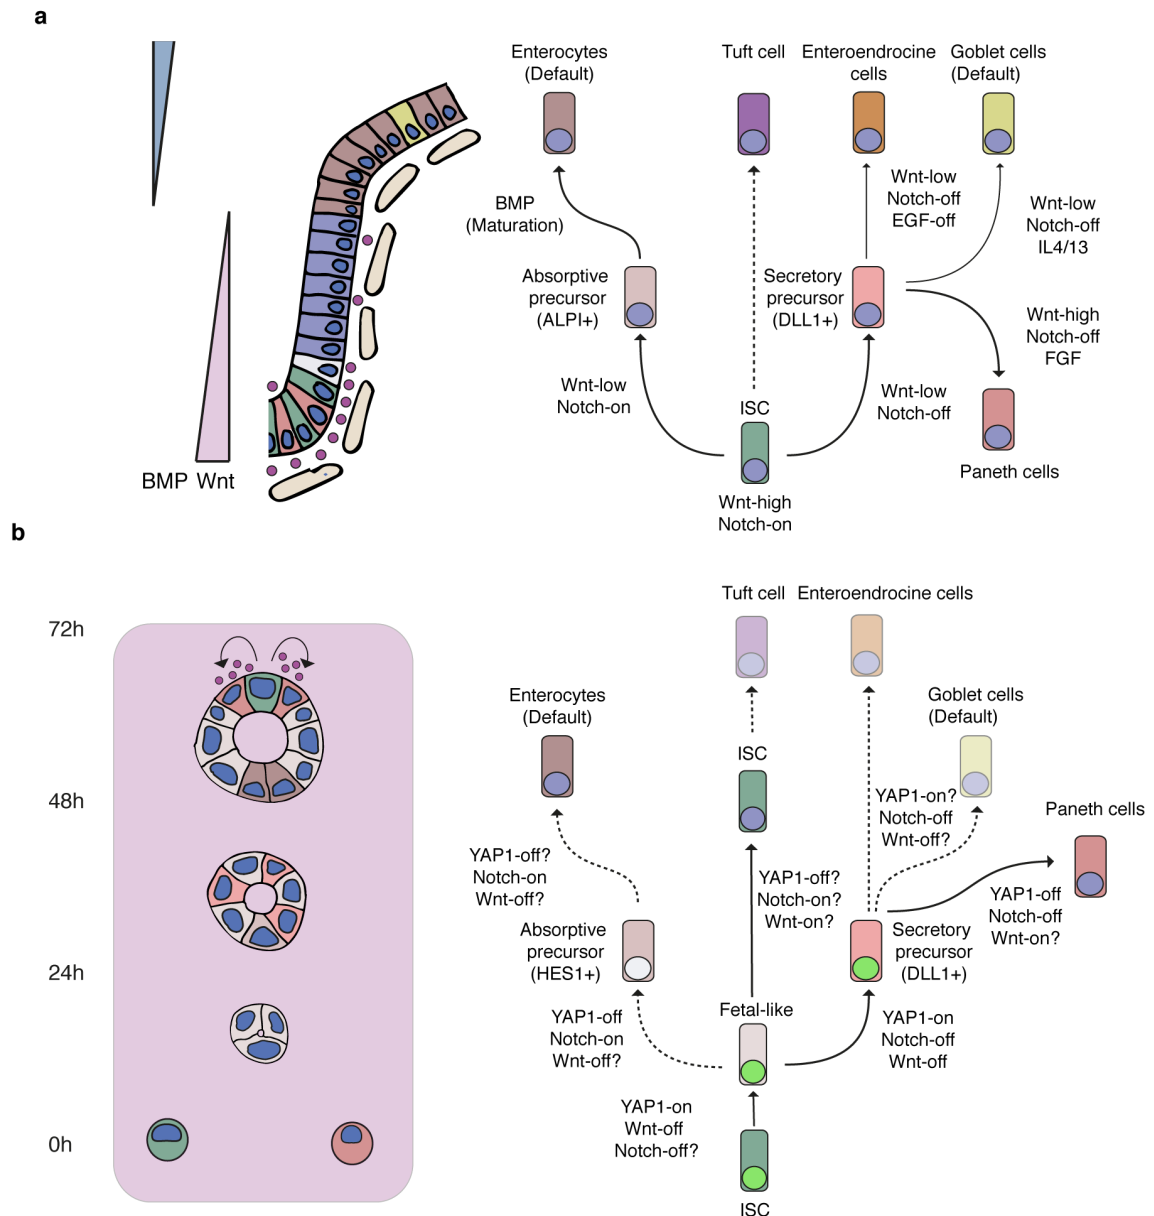 a
Enterocytes
(Default)
Tuft cell
Enteroendocrine
cells
Goblet cells
(Default)
BMP
(Maturation)
Wnt-low
Notch-off
EGF-off
Wnt-low
Notch-off
IL4/13
Absorptive
precursor
(ALPI+)
Secretory
precursor
(DLL1+)
Wnt-high
Notch-off
FGF
Wnt-low
Notch-on
ISC
Wnt-low
Notch-off
Paneth cells
BMP Wnt
Wnt-high
Notch-on
b
72h
48h
24h
0h
Tuft cell
Enteroendocrine cells
Enterocytes
(Default)
Goblet cells
(Default)
ISC
YAP1-on?
Notch-off
Wnt-off?
Paneth cells
YAP1-off?
Notch-on
Wnt-off?
YAP1-off?
Notch-on?
Wnt-on?
YAP1-off
Notch-off
Wnt-on?
Absorptive
precursor
(HES1+)
Secretory
precursor
(DLL1+)
Fetal-like
YAP1-off
Notch-on
Wnt-off?
YAP1-on
Notch-off
Wnt-off
YAP1-on
Wnt-off
Notch-off?
ISC